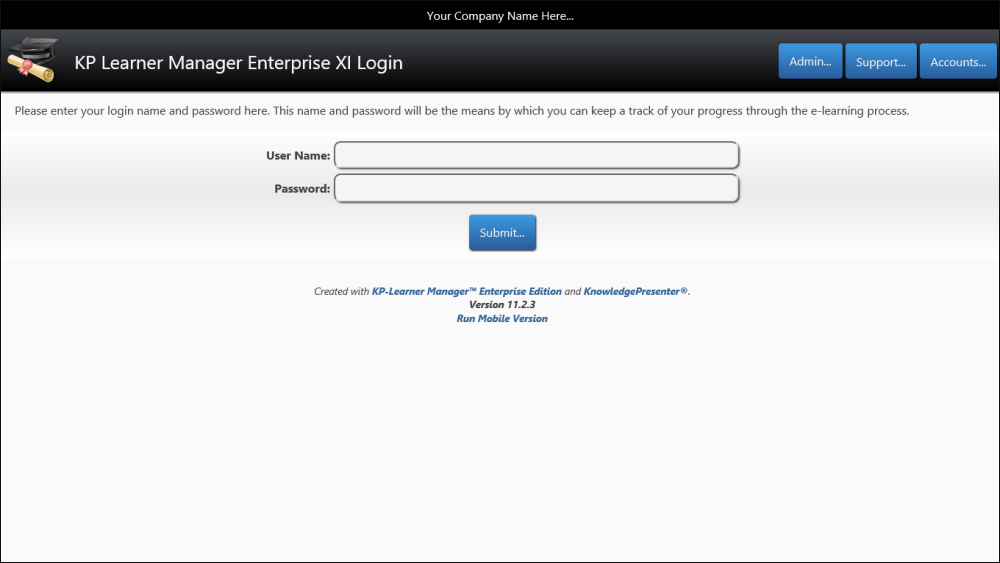 Your Company Name Here...
KP Learner Manager Enterprise XI Login
Admin...
Support...
Accounts...
Please enter your login name and password here. This name and password will be the means by which you can keep a track of your progress through the e-learning process.
User Name:
Password:
Submit...
Created with KP-Learner Manager™ Enterprise Edition and KnowledgePresenter®.
Version 11.2.3
Run Mobile Version